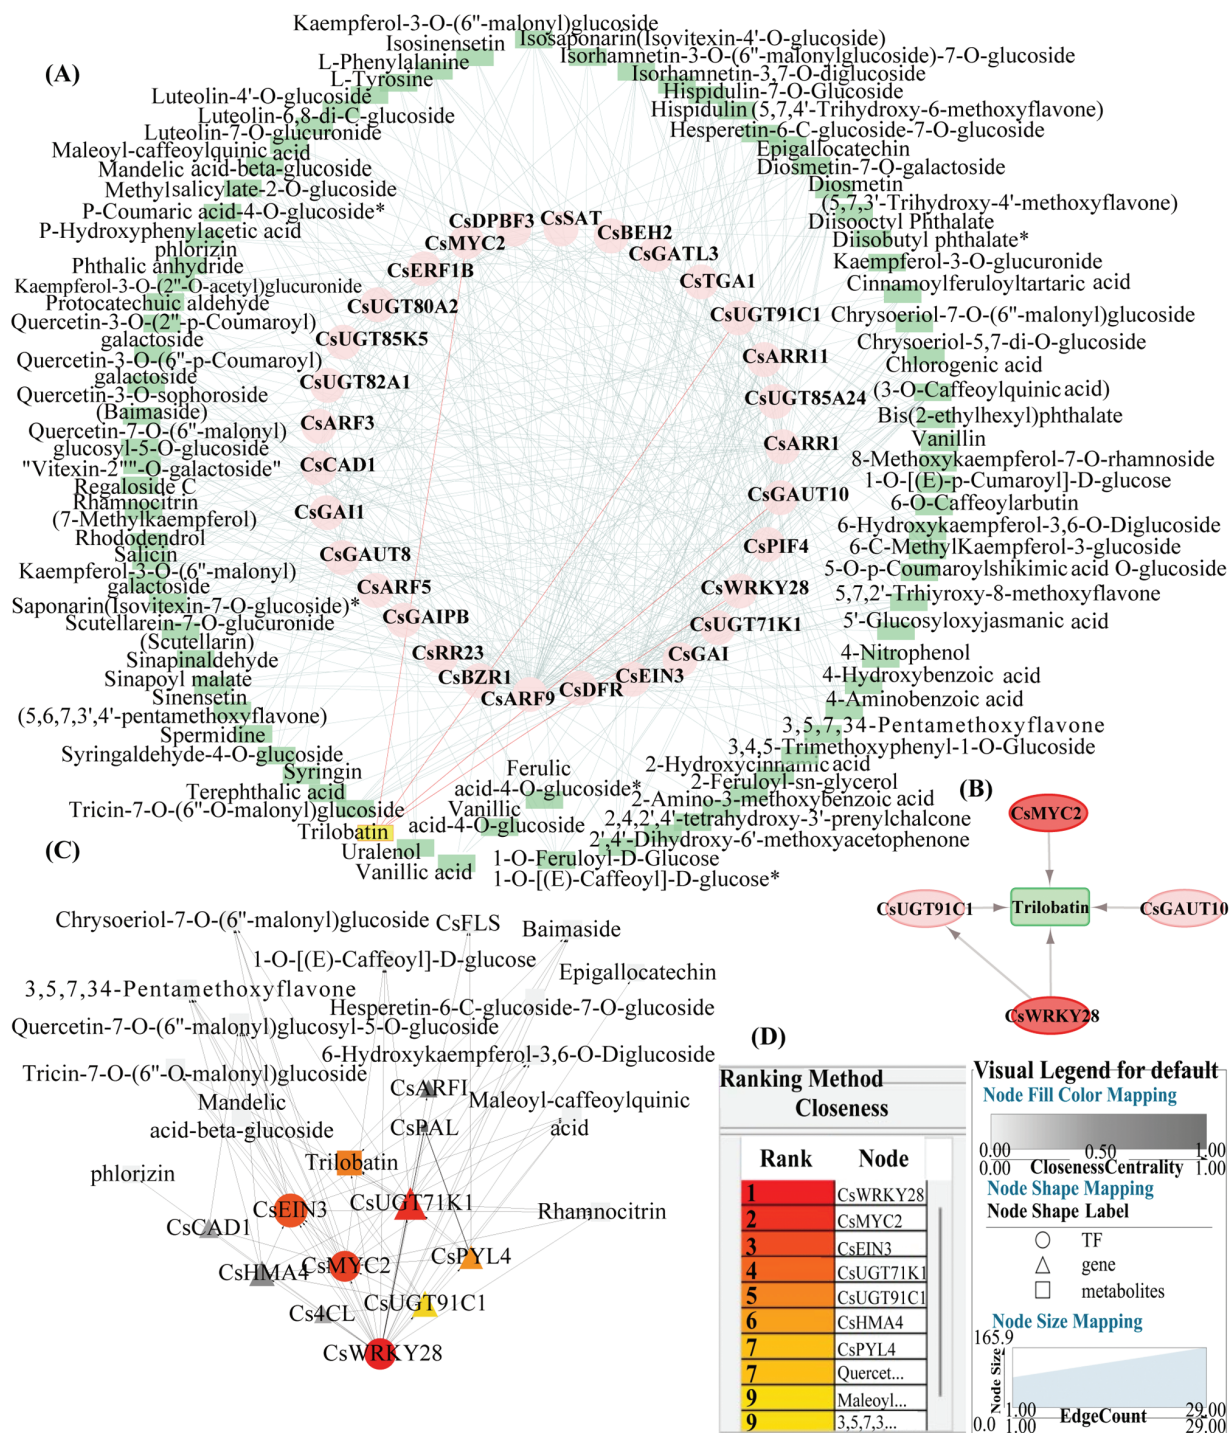 (A)
Kaempferol-3-O-(6"-malonyl)glucoside
Isosinensetin
L-Phenylalanine
L-Tyrosine
Luteolin-4'-O-glucoside
Luteolin-6,8-di-C-glucoside
Luteolin-7-O-glucuronide
Maleoyl-caffeoylquinic acid
Mandelic acid-beta-glucoside
Methylsalicylate-2-O-glucoside
P-Coumaric acid-4-O-glucoside*
P-Hydroxyphenylacetic acid
phlorizin
Phthalic anhydride
Kaempferol-3-O-(2"-O-acetyl)glucuronide
Protocatechuic aldehyde
Quercetin-3-O-(2"-p-Coumaroyl)
galactoside
Quercetin-3-O-(6"-p-Coumaroyl)
galactoside
Quercetin-3-O-sophoroside
(Baimaside)
Quercetin-7-O-(6"-malonyl)
glucosyl-5-O-glucoside
"Vitexin-2""-O-galactoside"
Regaloside C
Rhamnocitrin
(7-Methylkaempferol)
Rhododendrol
Salicin
Kaempferol-3-O-(6"-malonyl)
galactoside
Saponarin(Isovitexin-7-O-glucoside)*
Scutellarein-7-O-glucuronide
(Scutellarin)
Sinapinaldehyde
Sinapoyl malate
Sinensetin
(5,6,7,3',4'-pentamethoxyflavone)
Spermidine
Syringaldehyde-4-O-glucoside
Syringin
Terephthalic acid
Tricin-7-O-(6"-O-malonyl)glucoside
Trilobatin
Uralenol
Vanillic acid
Isosaponarin(Isovitexin-4'-O-glucoside)
Isorhamnetin-3-O-(6"-malonylglucoside)-7-O-glucoside
Isorhamnetin-3,7-O-diglucoside
Hispidulin-7-O-Glucoside
Hispidulin (5,7,4'-Trihydroxy-6-methoxyflavone)
Hesperetin-6-C-glucoside-7-O-glucoside
Epigallocatechin
Diosmetin-7-O-galactoside
Diosmetin
(5,7,3'-Trihydroxy-4'-methoxyflavone)
Diisooctyl Phthalate
Diisobutyl phthalate*
Kaempferol-3-O-glucuronide
Cinnamoylferuloyltartaric acid
Chrysoeriol-7-O-(6"-malonyl)glucoside
Chrysoeriol-5,7-di-O-glucoside
Chlorogenic acid
(3-O-Caffeoylquinic acid)
Bis(2-ethylhexyl)phthalate
Vanillin
8-Methoxykaempferol-7-O-rhamnoside
1-O-[(E)-p-Cumaroyl]-D-glucose
6-O-Caffeoylarbutin
6-Hydroxykaempferol-3,6-O-Diglucoside
6-C-MethylKaempferol-3-glucoside
5-O-p-Coumaroylshikimic acid O-glucoside
5,7,2'-Trhiyroxy-8-methoxyflavone
5'-Glucosyloxyjasmanic acid
4-Nitrophenol
4-Hydroxybenzoic acid
4-Aminobenzoic acid
3,5,7,34-Pentamethoxyflavone
3,4,5-Trimethoxyphenyl-1-O-Glucoside
2-Hydroxycinnamic acid
2-Feruloyl-sn-glycerol
2-Amino-3-methoxybenzoic acid
2,4,2',4'-tetrahydroxy-3'-prenylchalcone
2',4'-Dihydroxy-6'-methoxyacetophenone
Ferulic
acid-4-O-glucoside*
Vanillic
acid-4-O-glucoside
1-O-Feruloyl-D-Glucose
1-O-[(E)-Caffeoyl]-D-glucose*
CsDPBF3
CsSAT
CsBEH2
CsMYC2
CsGATL3
CsERF1B
CsTGA1
CsUGT80A2
CsUGT91C1
CsUGT85K5
CsARR11
CsUGT82A1
CsUGT85A24
CsARF3
CsARR1
CsCAD1
CsGAUT10
CsGAI1
CsPIF4
CsGAUT8
CsWRKY28
CsARF5
CsUGT71K1
CsGAIPB
CsGAI
CsRR23
CsEIN3
CsBZR1
CsDFR
CsARF9
(B)
CsMYC2
CsUGT91C1
Trilobatin
CsGAUT10
CsWRKY28
(C)
Chrysoeriol-7-O-(6"-malonyl)glucoside
CsFLS
Baimaside
1-O-[(E)-Caffeoyl]-D-glucose
Epigallocatechin
3,5,7,34-Pentamethoxyflavone
Hesperetin-6-C-glucoside-7-O-glucoside
Quercetin-7-O-(6"-malonyl)glucosyl-5-O-glucoside
6-Hydroxykaempferol-3,6-O-Diglucoside
Tricin-7-O-(6"-O-malonyl)glucoside
CsARFI
Mandelic
acid-beta-glucoside
Maleoyl-caffeoylquinic
acid
CsPAL
Trilobatin
phlorizin
CsEIN3
CsUGT71K1
Rhamnocitrin
CsCAD1
CsHMA4
CsMYC2
CsPYL4
Cs4CL
CsUGT91C1
CsWRKY28
(D)
Ranking Method
Closeness
Rank Node
1 CsWRKY28
2 CsMYC2
3 CsEIN3
4 CsUGT71K1
5 CsUGT91C1
6 CsHMA4
7 CsPYL4
7 Quercet...
9 Maleoyl...
9 3,5,7,3...
Visual Legend for default
Node Fill Color Mapping
0.00 0.50 1.00
0.00 ClosenessCentrality 1.00
Node Shape Mapping
Node Shape Label
TF
gene
metabolites
Node Size Mapping
165.9
Node Size
0.0
1.00 29.00
1.00 EdgeCount 29.00